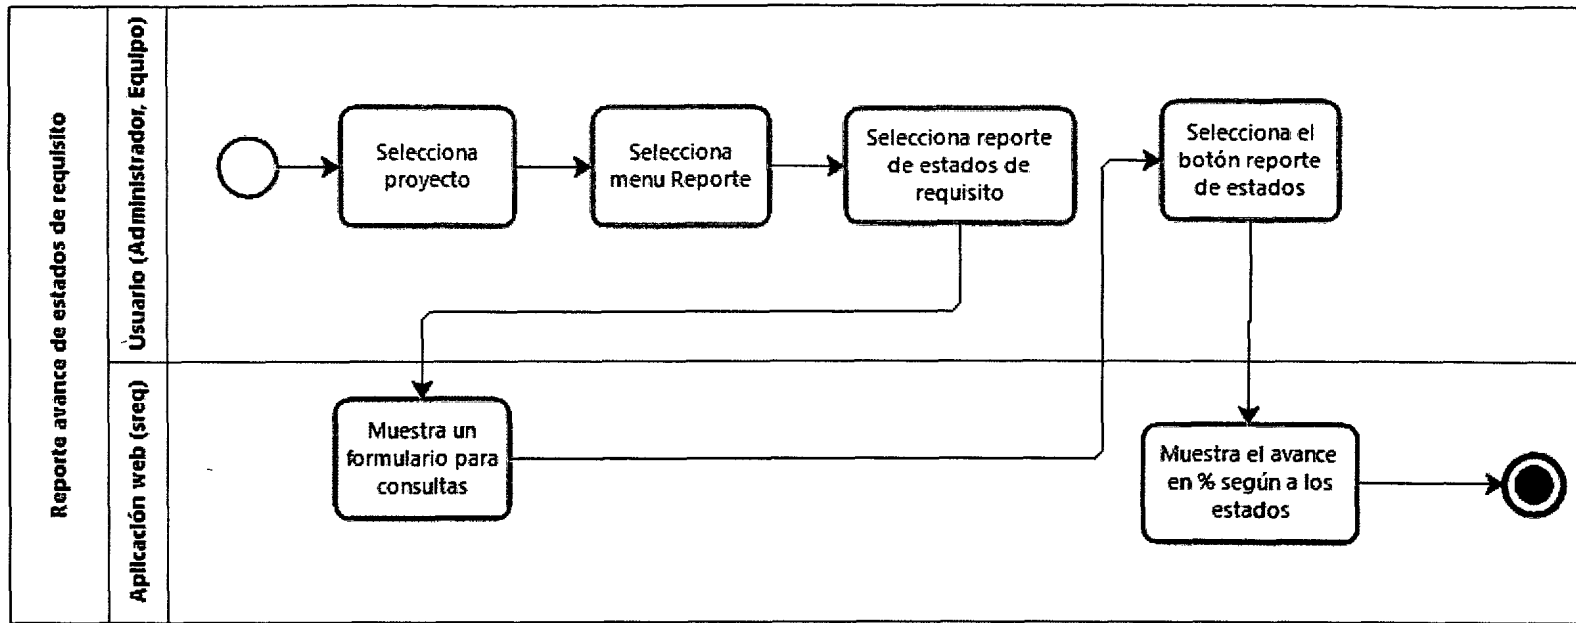 Reporte avance de estados de requisito
Usuario (Administrador, Equipo)
Selecciona
proyecto
Selecciona
menu Reporte
Selecciona reporte
de estados de
requisito
Selecciona el
botón reporte
de estados
Aplicación web (sreq)
Muestra un
formulario para
consultas
Muestra el avance
en % según a los
estados